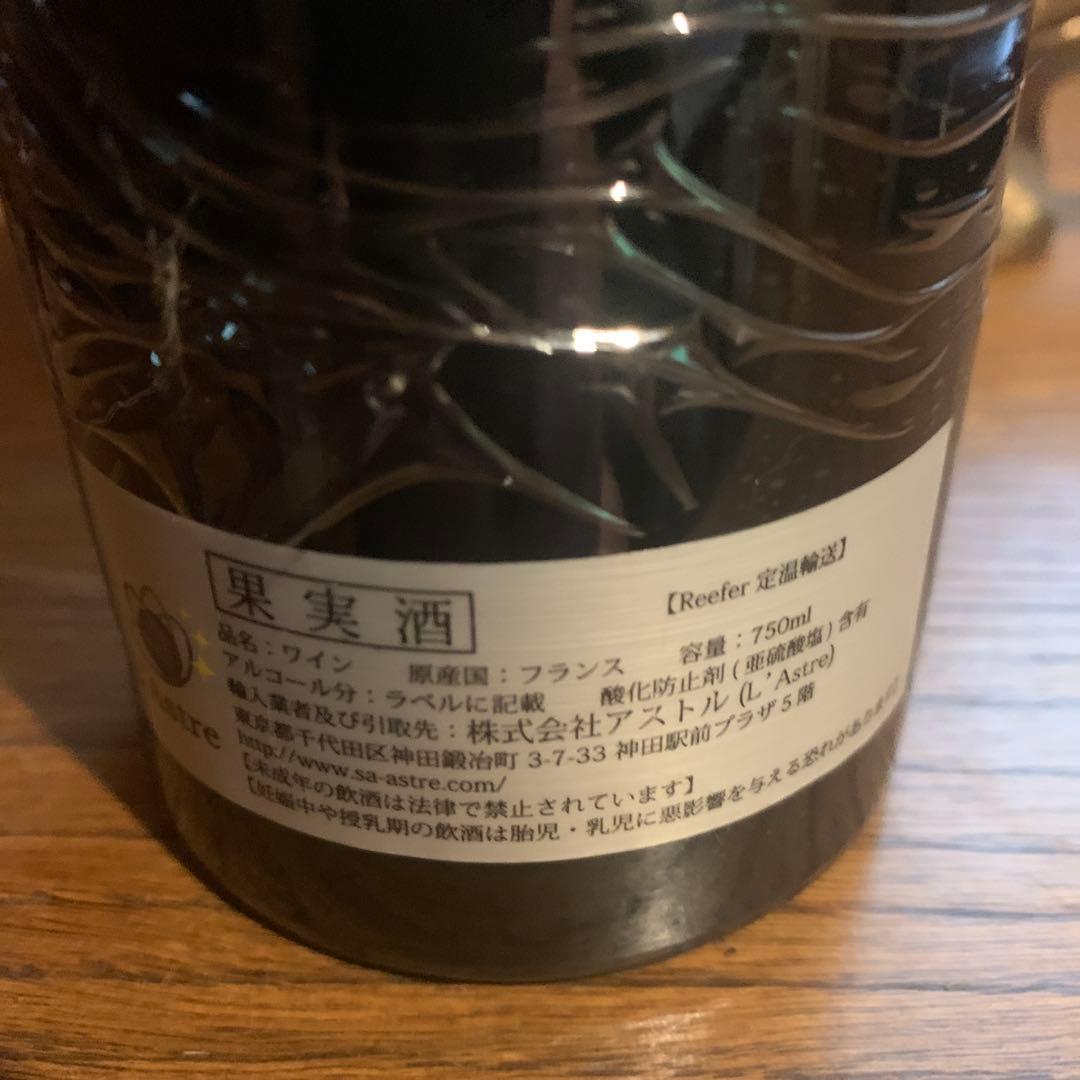 果実酒
【Reefer 定温輸送】
品名：ワイン 原産国：フランス 容量：750ml
アルコール分：ラベルに記載 酸化防止剤(亜硫酸塩)含有
輸入業者及び引取先：株式会社アストル (L'Astre)
東京都千代田区神田鍛冶町 3-7-33 神田駅前プラザ5階
http://www.sa-astre.com/
【未成年の飲酒は法律で禁止されています】
【妊娠中や授乳期の飲酒は胎児・乳児に悪影響を与える恐れがあります
Astre